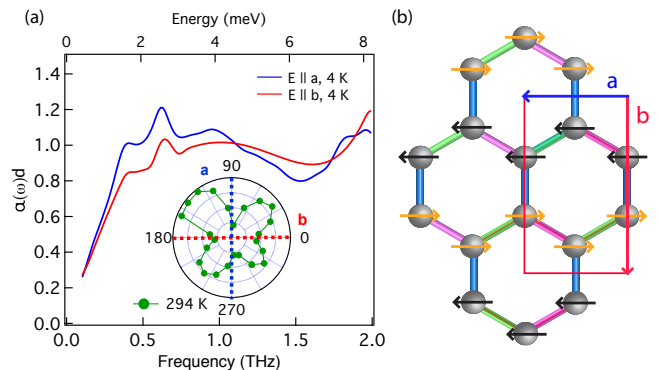 (a)
Energy (meV)
0 2 4 6 8
E || a, 4 K
E || b, 4 K
1.4
1.2
1.0
0.8
0.6
0.4
0.2
0.0
α(ω)d
a
90
b
180
0
270
294 K
0.0 0.5 1.0 1.5 2.0
Frequency (THz)
(b)
a
b